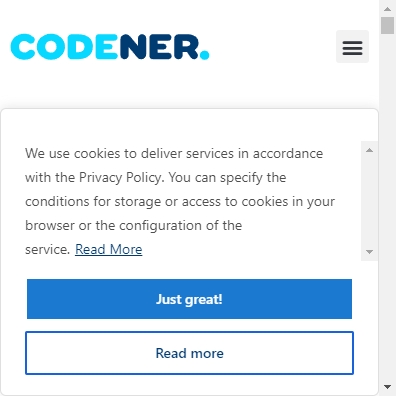 CODENER.
We use cookies to deliver services in accordance
with the Privacy Policy. You can specify the
conditions for storage or access to cookies in your
browser or the configuration of the
service. Read More
Just great!
Read more